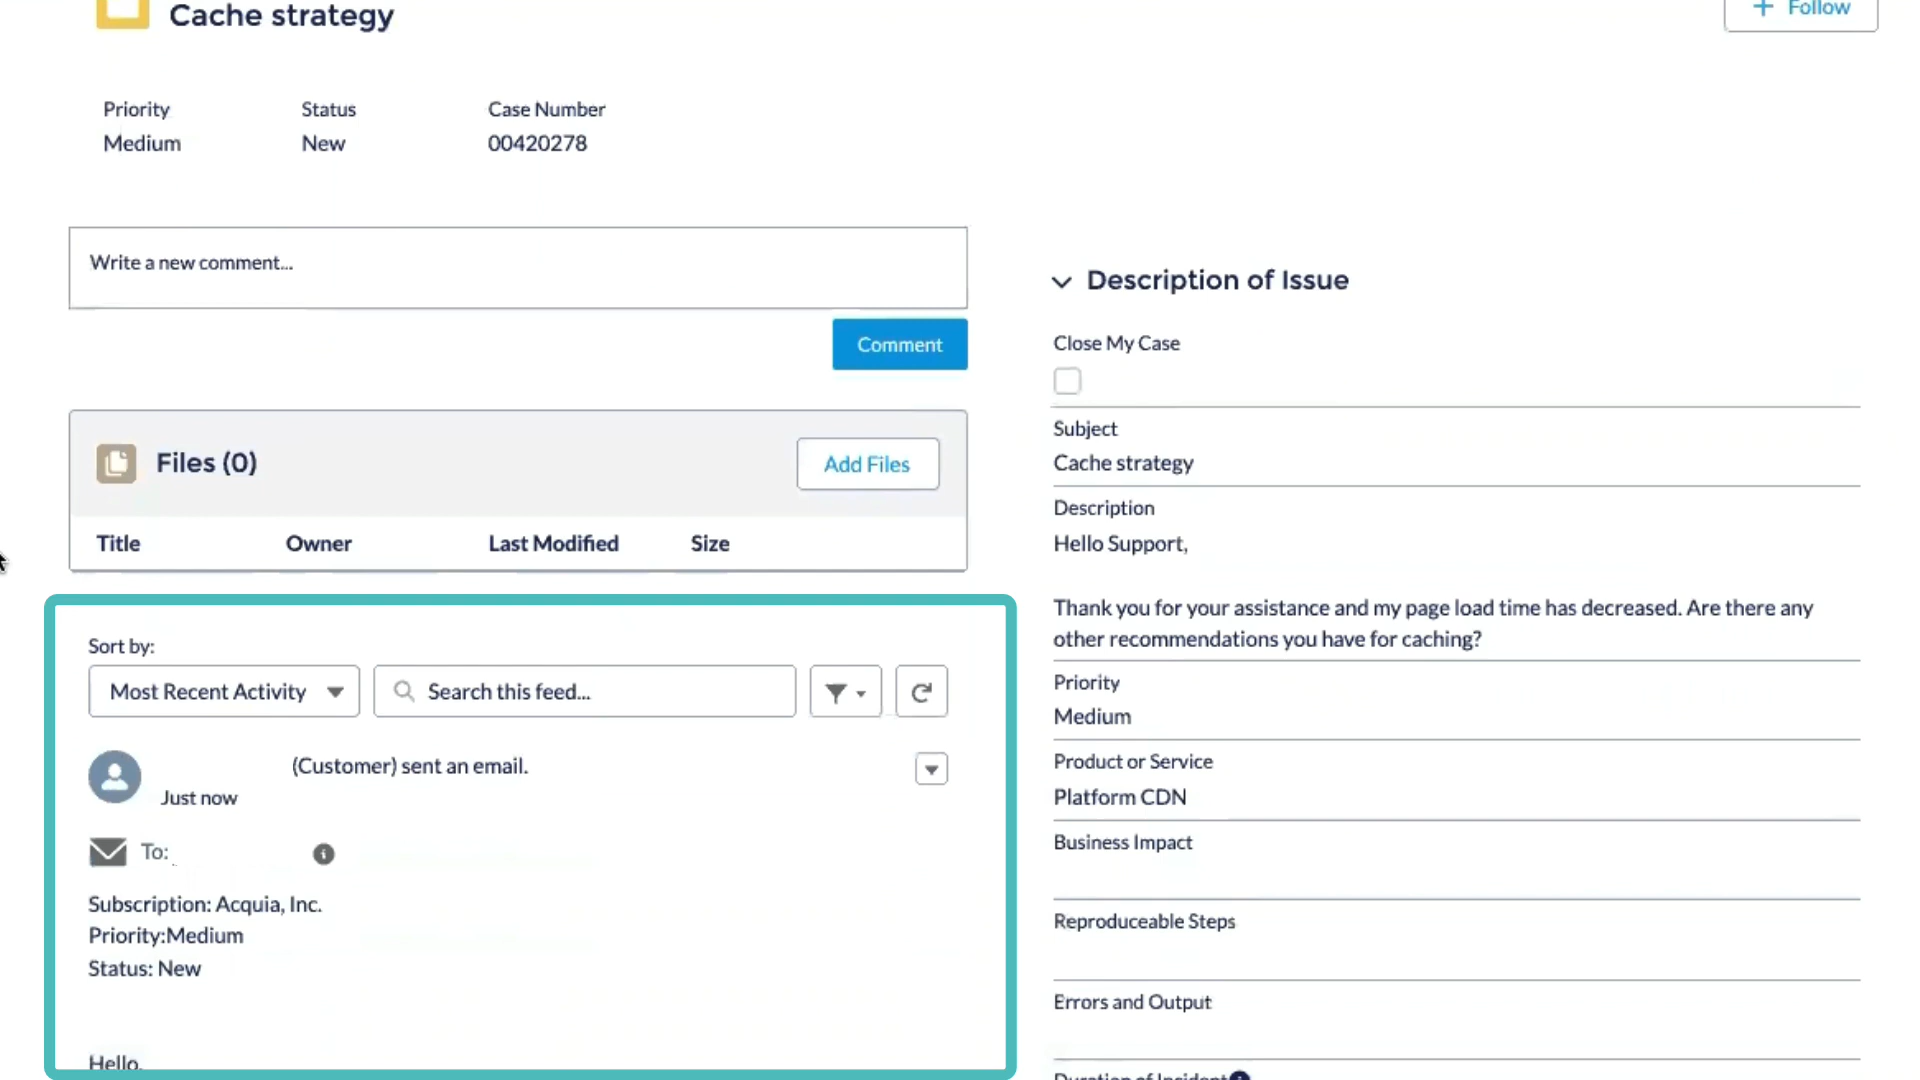 Cache strategy
+ Follow
Priority
Status
Case Number
Medium
New
00420278
Write a new comment...
Comment
Files (0)
Add Files
Title
Owner
Last Modified
Size
Sort by:
Most Recent Activity
Search this feed...
(Customer) sent an email.
Just now
To:
Subscription: Acquia, Inc.
Priority:Medium
Status: New
Hello,
Description of Issue
Close My Case
Subject
Cache strategy
Description
Hello Support,
Thank you for your assistance and my page load time has decreased. Are there any
other recommendations you have for caching?
Priority
Medium
Product or Service
Platform CDN
Business Impact
Reproduceable Steps
Errors and Output
Duration of Incident